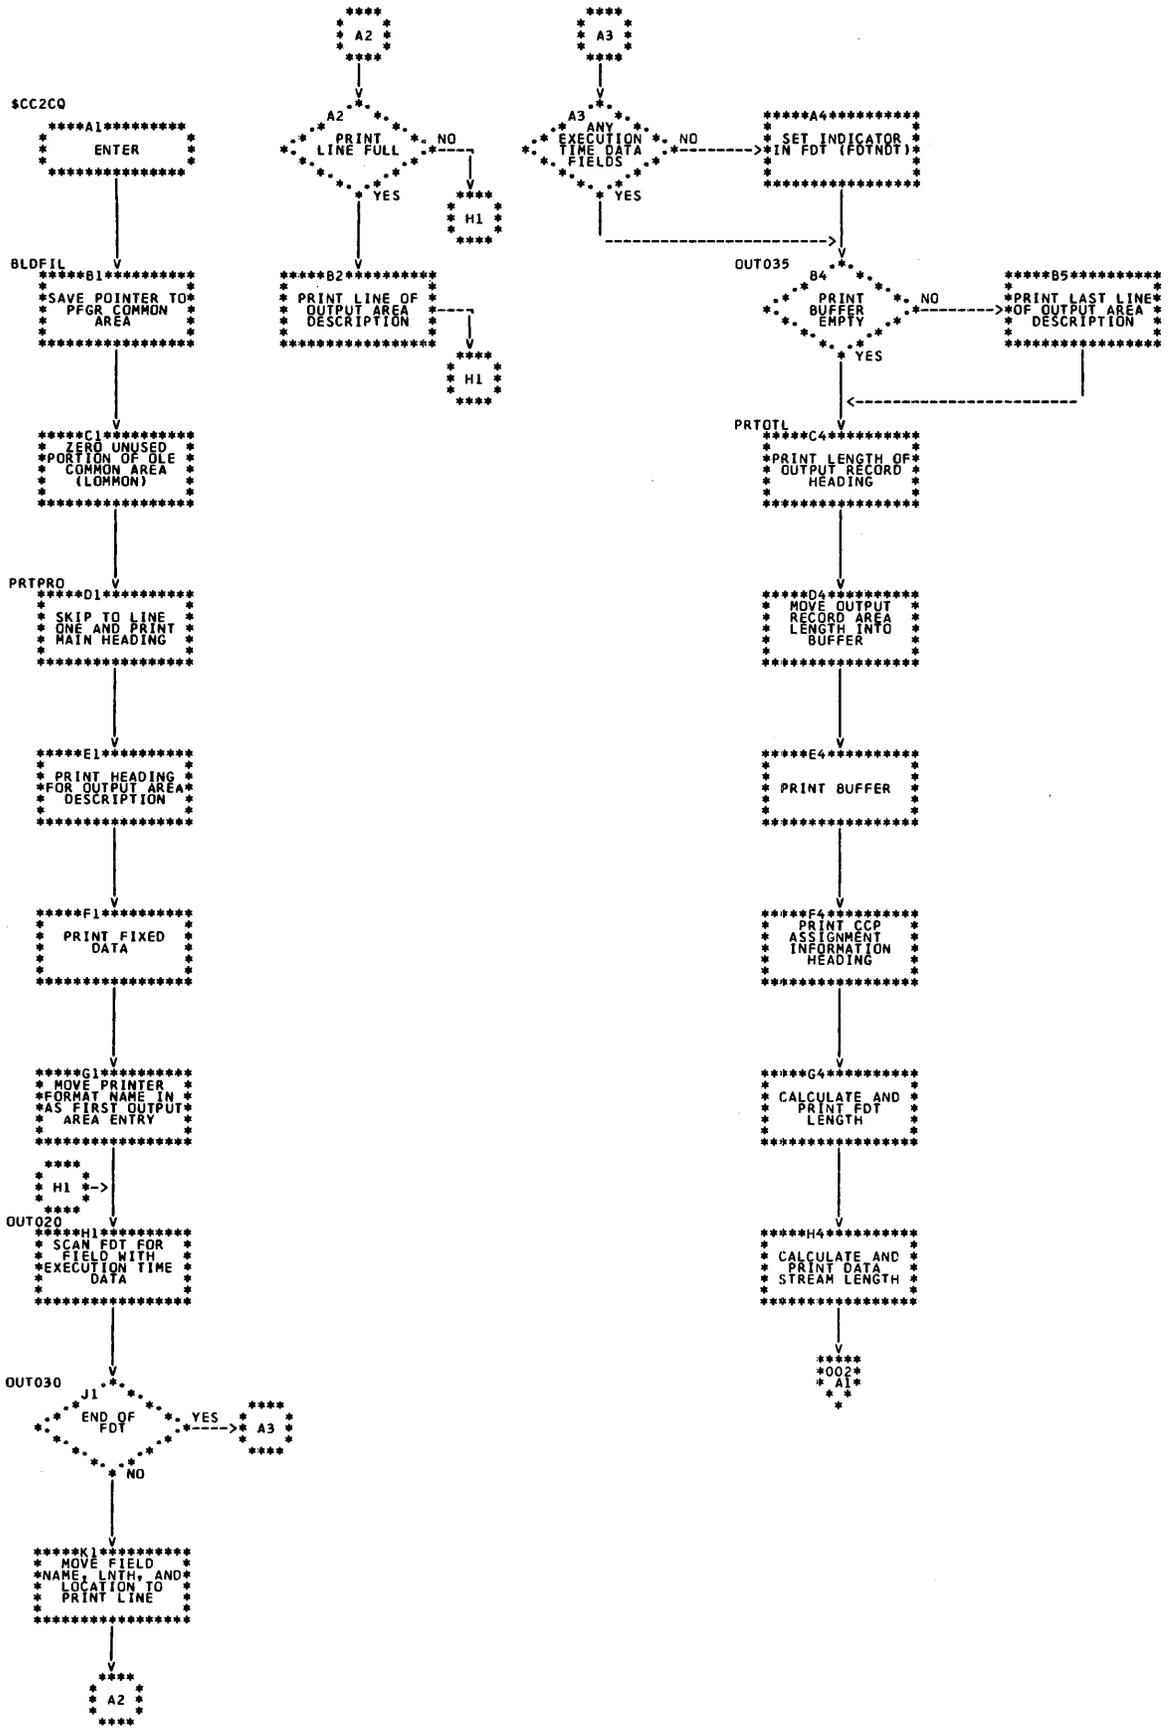 $CC2CQ
A1
ENTER
BLDFIL
B1
SAVE POINTER TO
PFGR COMMON
AREA
C1
ZERO UNUSED
PORTION OF OLE
COMMON AREA
(LOMMON)
PRTPRO
D1
SKIP TO LINE
ONE AND PRINT
MAIN HEADING
E1
PRINT HEADING
FOR OUTPUT AREA
DESCRIPTION
F1
PRINT FIXED
DATA
G1
MOVE PRINTER
FORMAT NAME IN
AS FIRST OUTPUT
AREA ENTRY
H1
OUT020
H1
SCAN FDT FOR
FIELD WITH
EXECUTION TIME
DATA
OUT030
J1
END OF
FDT
YES
A3
NO
K1
MOVE FIELD
NAME, LNTH, AND
LOCATION TO
PRINT LINE
A2
A2
A2
PRINT
LINE FULL
NO
H1
YES
B2
PRINT LINE OF
OUTPUT AREA
DESCRIPTION
H1
A3
A3
ANY
EXECUTION
TIME DATA
FIELDS
NO
YES
A4
SET INDICATOR
IN FDT (FDTNDT)
OUT035
B4
PRINT
BUFFER
EMPTY
NO
YES
B5
PRINT LAST LINE
OF OUTPUT AREA
DESCRIPTION
PRTOTL
C4
PRINT LENGTH OF
OUTPUT RECORD
HEADING
D4
MOVE OUTPUT
RECORD AREA
LENGTH INTO
BUFFER
E4
PRINT BUFFER
F4
PRINT CCP
ASSIGNMENT
INFORMATION
HEADING
G4
CALCULATE AND
PRINT FDT
LENGTH
H4
CALCULATE AND
PRINT DATA
STREAM LENGTH
002
A1